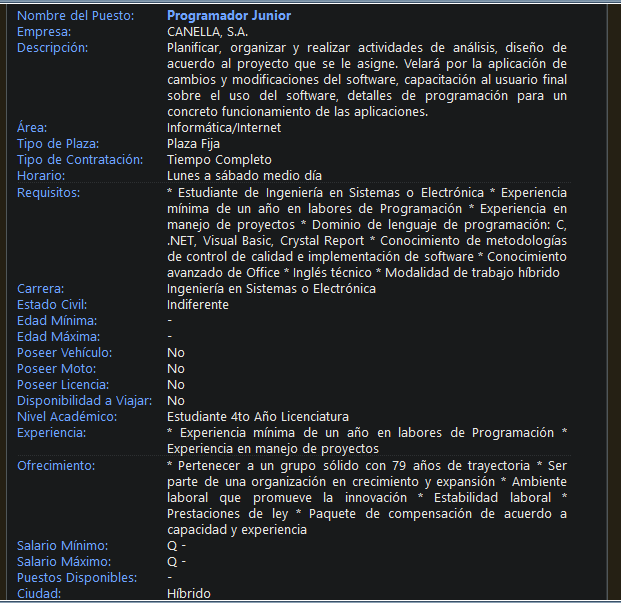 Nombre del Puesto: Programador Junior
Empresa: CANELLA, S.A.
Descripción: Planificar, organizar y realizar actividades de análisis, diseño de
acuerdo al proyecto que se le asigne. Velará por la aplicación de
cambios y modificaciones del software, capacitación al usuario final
sobre el uso del software, detalles de programación para un
concreto funcionamiento de las aplicaciones.
Área: Informática/Internet
Tipo de Plaza: Plaza Fija
Tipo de Contratación: Tiempo Completo
Horario: Lunes a sábado medio día
Requisitos: * Estudiante de Ingeniería en Sistemas o Electrónica * Experiencia
mínima de un año en labores de Programación * Experiencia en
manejo de proyectos * Dominio de lenguaje de programación: C,
.NET, Visual Basic, Crystal Report * Conocimiento de metodologías
de control de calidad e implementación de software * Conocimiento
avanzado de Office * Inglés técnico * Modalidad de trabajo híbrido
Carrera: Ingeniería en Sistemas o Electrónica
Estado Civil: Indiferente
Edad Mínima: -
Edad Máxima: -
Poseer Vehículo: No
Poseer Moto: No
Poseer Licencia: No
Disponibilidad a Viajar: No
Nivel Académico: Estudiante 4to Año Licenciatura
Experiencia: * Experiencia mínima de un año en labores de Programación *
Experiencia en manejo de proyectos
Ofrecimiento: * Pertenecer a un grupo sólido con 79 años de trayectoria * Ser
parte de una organización en crecimiento y expansión * Ambiente
laboral que promueve la innovación * Estabilidad laboral *
Prestaciones de ley * Paquete de compensación de acuerdo a
capacidad y experiencia
Salario Mínimo: Q -
Salario Máximo: Q -
Puestos Disponibles: -
Ciudad: Híbrido